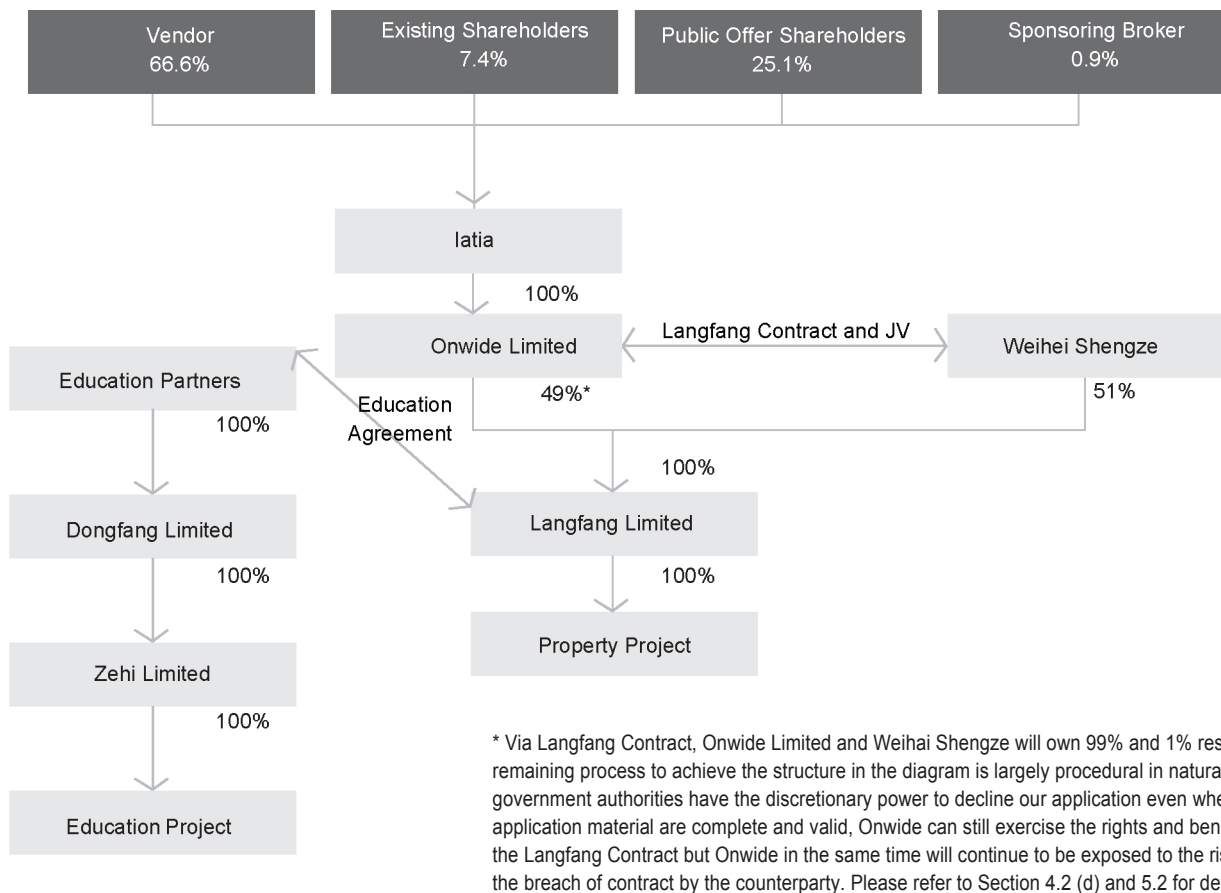 Vendor
66.6%
Existing Shareholders
7.4%
Public Offer Shareholders
25.1%
Sponsoring Broker
0.9%
Iatia
100%
Onwide Limited
Langfang Contract and JV
Weihei Shengze
49%*
51%
Education Partners
100%
Education
Agreement
100%
Dongfang Limited
Langfang Limited
100%
100%
Zehi Limited
Property Project
100%
Education Project
* Via Langfang Contract, Onwide Limited and Weihai Shengze will own 99% and 1% res
remaining process to achieve the structure in the diagram is largely procedural in natura
government authorities have the discretionary power to decline our application even whe
application material are complete and valid, Onwide can still exercise the rights and ben
the Langfang Contract but Onwide in the same time will continue to be exposed to the ris
the breach of contract by the counterparty. Please refer to Section 4.2 (d) and 5.2 for de